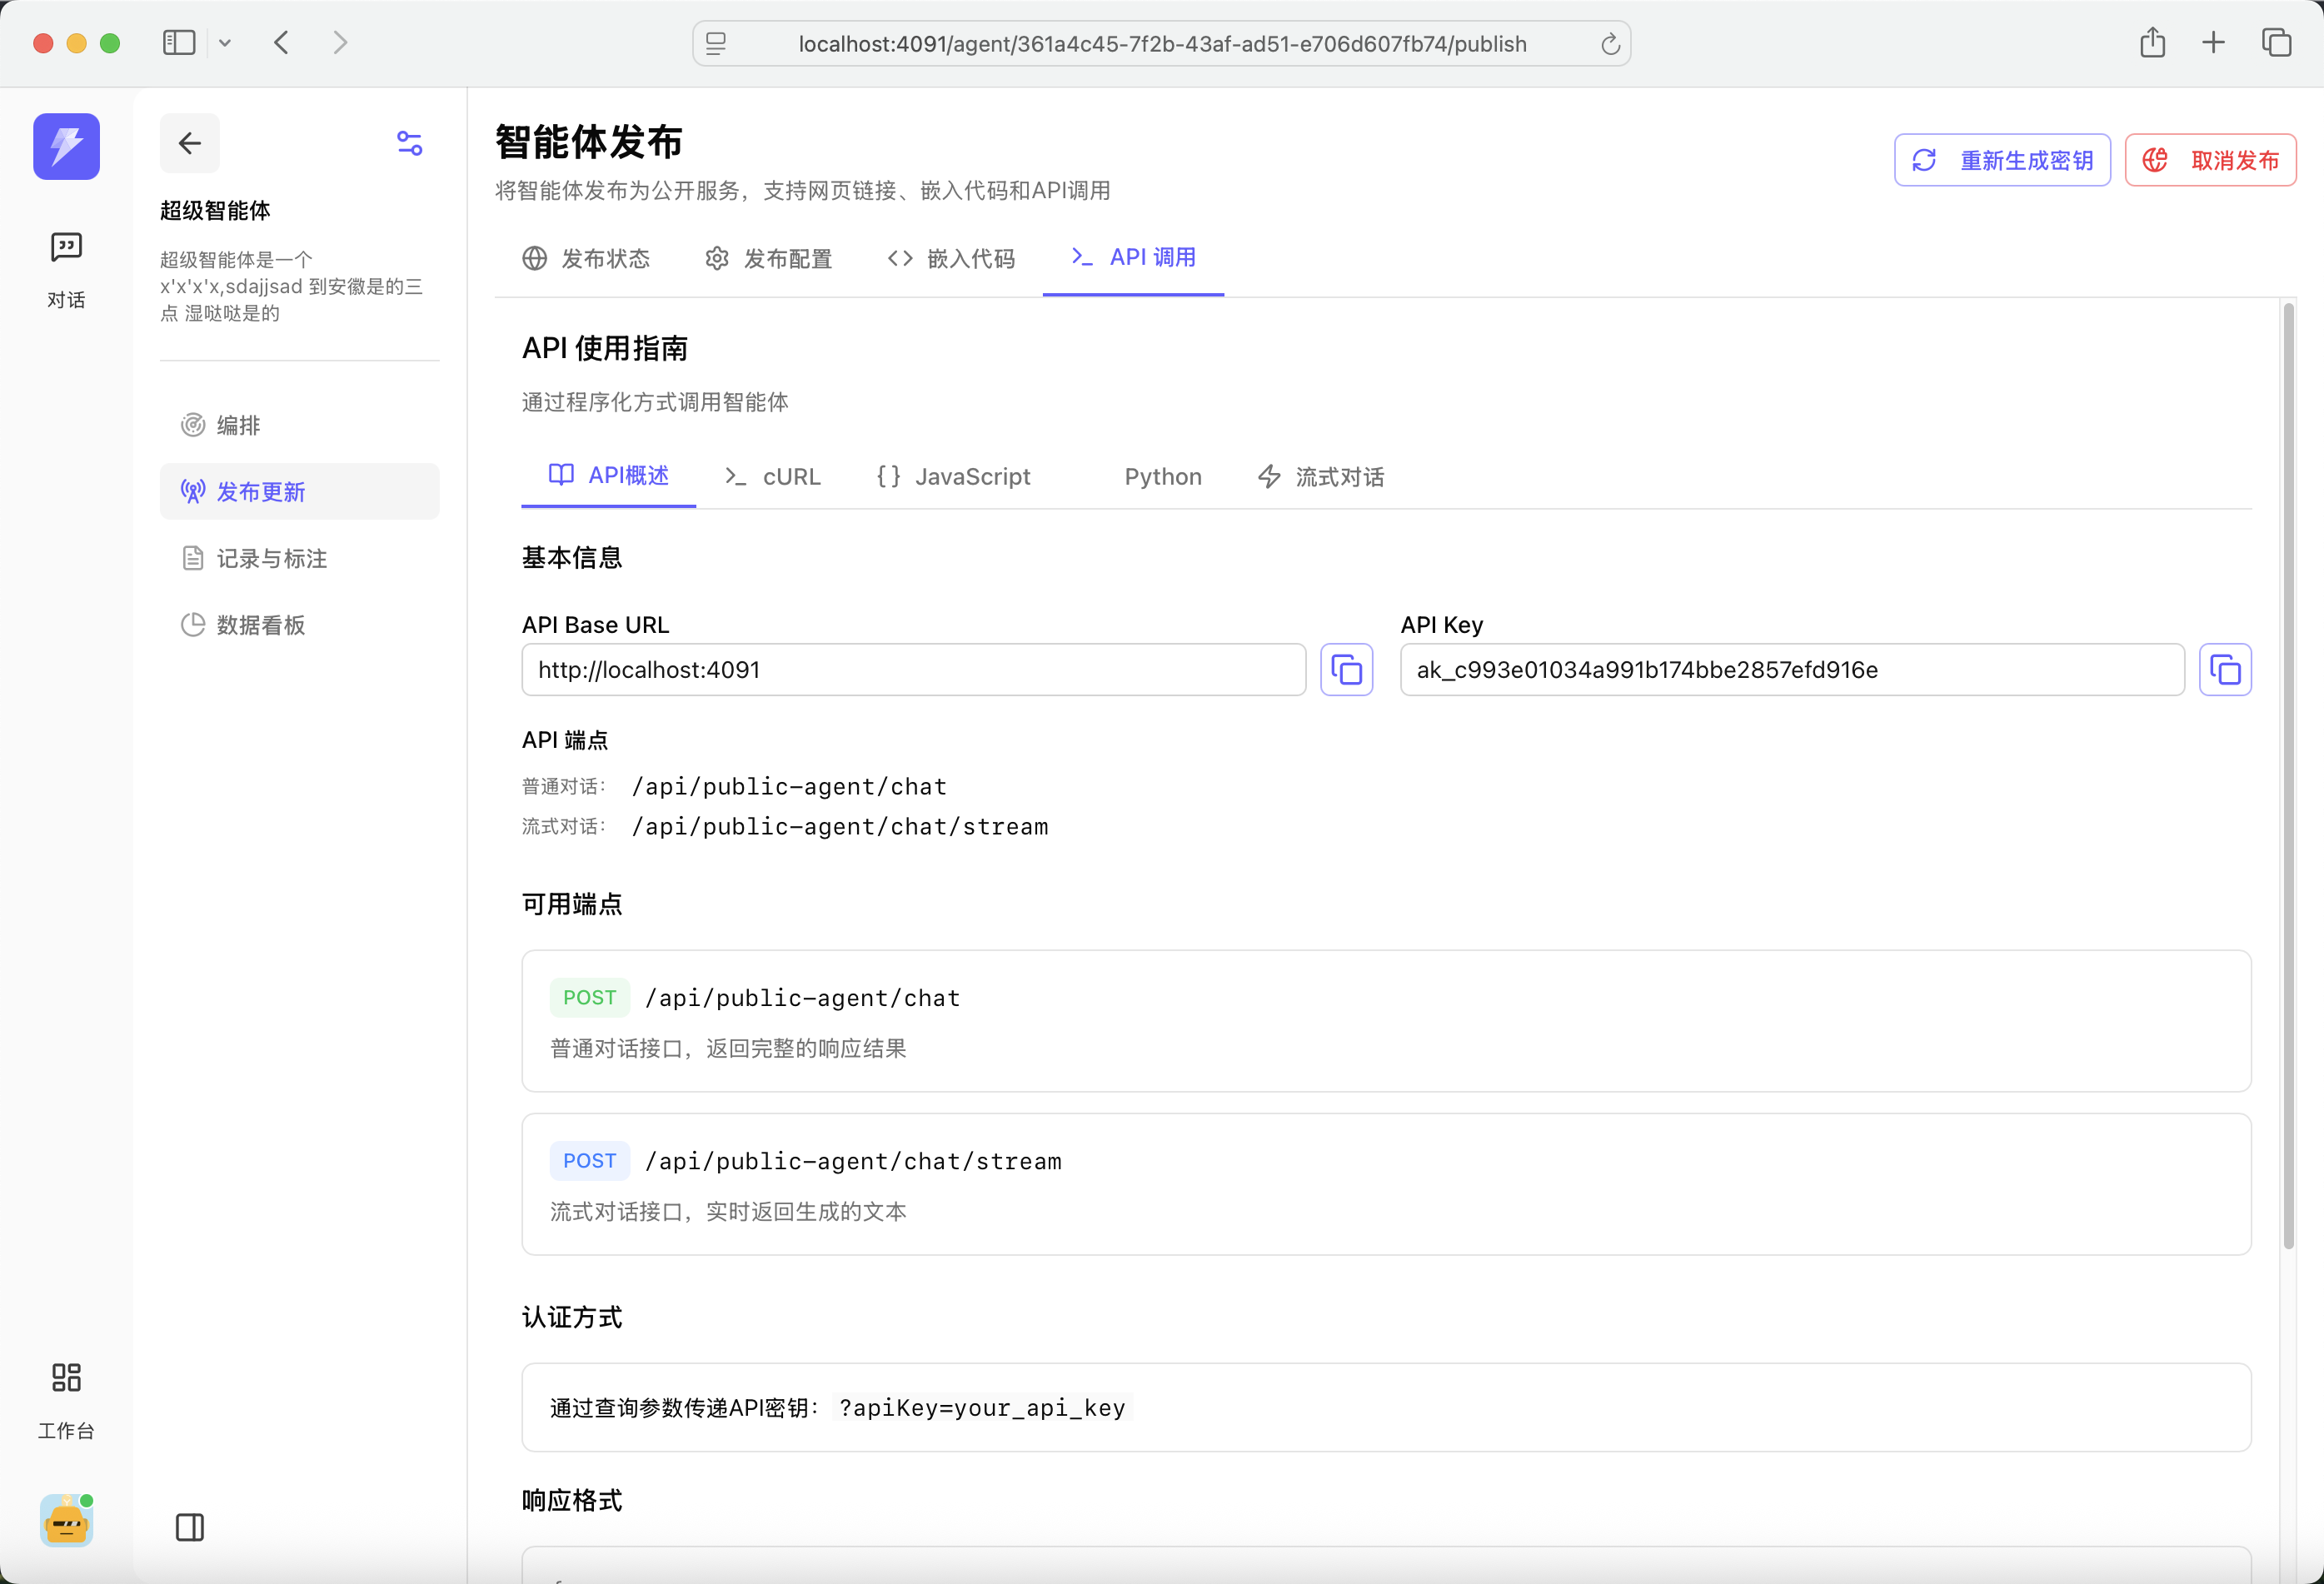 localhost:4091/agent/361a4c45-7f2b-43af-ad51-e706d607fb74/publish
对话
工作台
超级智能体
超级智能体是一个
x'x'x'x,sdajjsad 到安徽是的三
点 湿哒哒是的
编排
发布更新
记录与标注
数据看板
智能体发布
将智能体发布为公开服务，支持网页链接、嵌入代码和API调用
重新生成密钥
取消发布
发布状态
发布配置
嵌入代码
API 调用
API 使用指南
通过程序化方式调用智能体
API概述
cURL
JavaScript
Python
流式对话
基本信息
API Base URL
http://localhost:4091
API Key
ak_c993e01034a991b174bbe2857efd916e
API 端点
普通对话： /api/public-agent/chat
流式对话： /api/public-agent/chat/stream
可用端点
POST /api/public-agent/chat
普通对话接口，返回完整的响应结果
POST /api/public-agent/chat/stream
流式对话接口，实时返回生成的文本
认证方式
通过查询参数传递API密钥： ?apiKey=your_api_key
响应格式